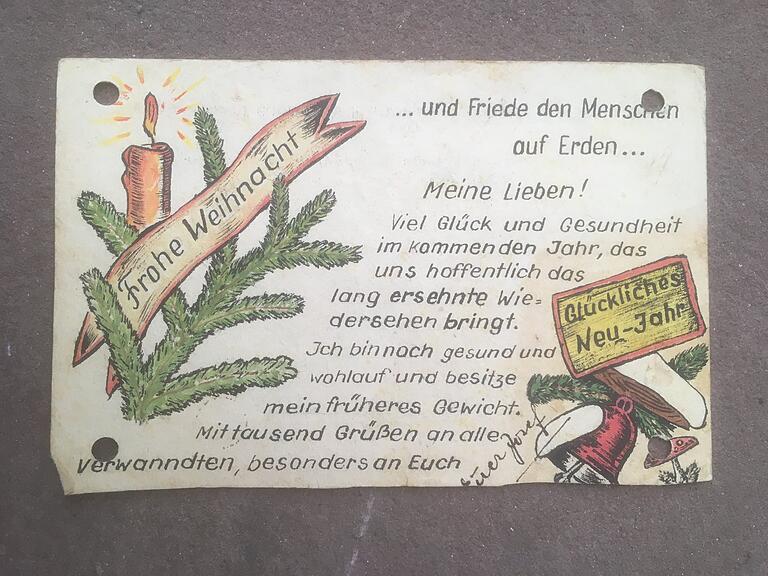 Frohe Weihnacht
... und Friede den Menschen
auf Erden...
Meine Lieben!
Viel Glück und Gesundheit
im kommenden Jahr, das
uns hoffentlich das
lang ersehnte Wie=
dersehen bringt.
Ich bin noch gesund und
wohlauf und besitze
mein früheres Gewicht.
Mit tausend Grüßen an alle
Verwanndten, besonders an Euch
Euer Josef
Glückliches
Neu-Jahr